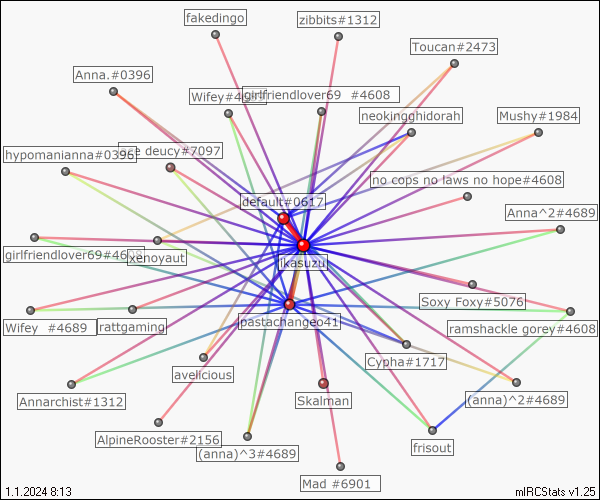 fakedingo
zibbits#1312
Toucan#2473
Anna.#0396
Wifey#4
girlfriendlover69 #4608
neokingghidorah
Mushy#1984
hypomanianna#0396
deucy#7097
no cops no laws no hope#4608
default#0617
Anna^2#4689
girlfriendlover69#46
xenoyaut
ikasuzu
Soxy Foxy#5076
Wifey #4689
rattgaming
pastachangeo41
ramshackle gorey#4608
Cypha#1717
avelicious
Annarchist#1312
Skalman
(anna)^2#4689
AlpineRooster#2156
(anna)^3#4689
frisout
Mad #6901
1.1.2024 8:13
mIRCStats v1.25